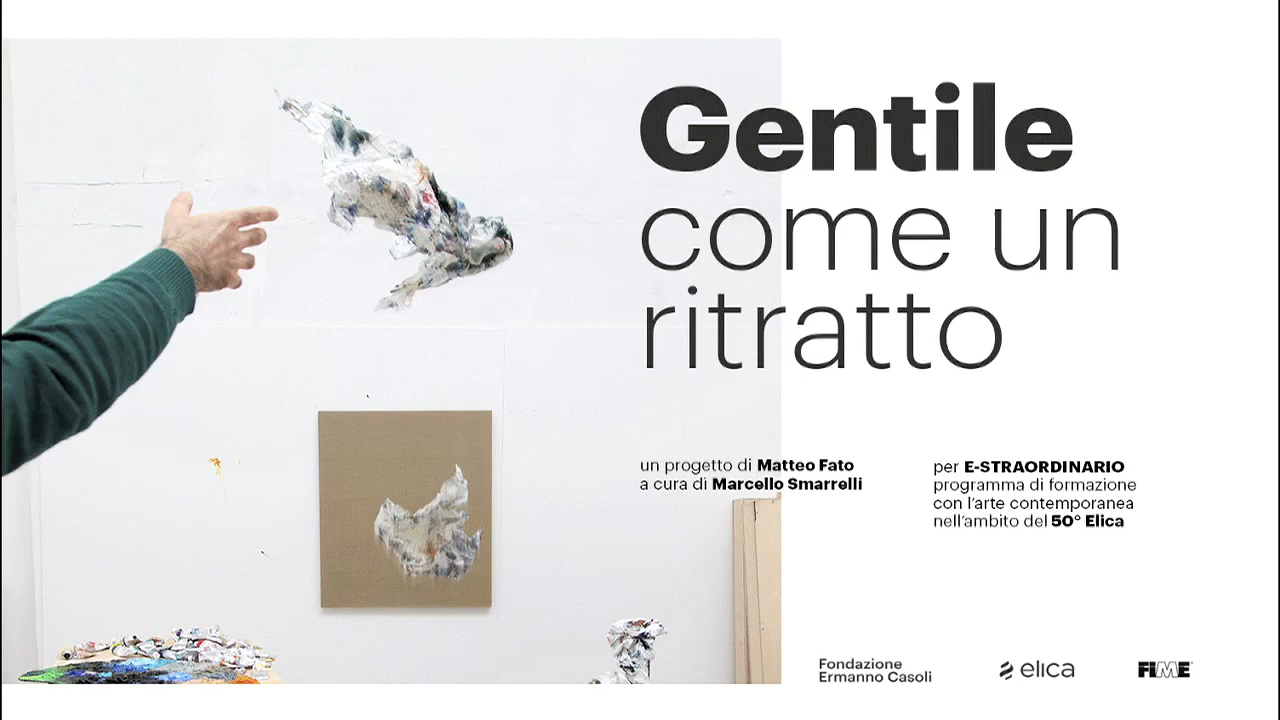 Gentile
come un
ritratto
un progetto di Matteo Fato
a cura di Marcello Smarrelli
per E-STRAORDINARIO
programma di formazione
con l'arte contemporanea
nell'ambito del 50° Elica
Fondazione
Ermanno Casoli
elica
FIME